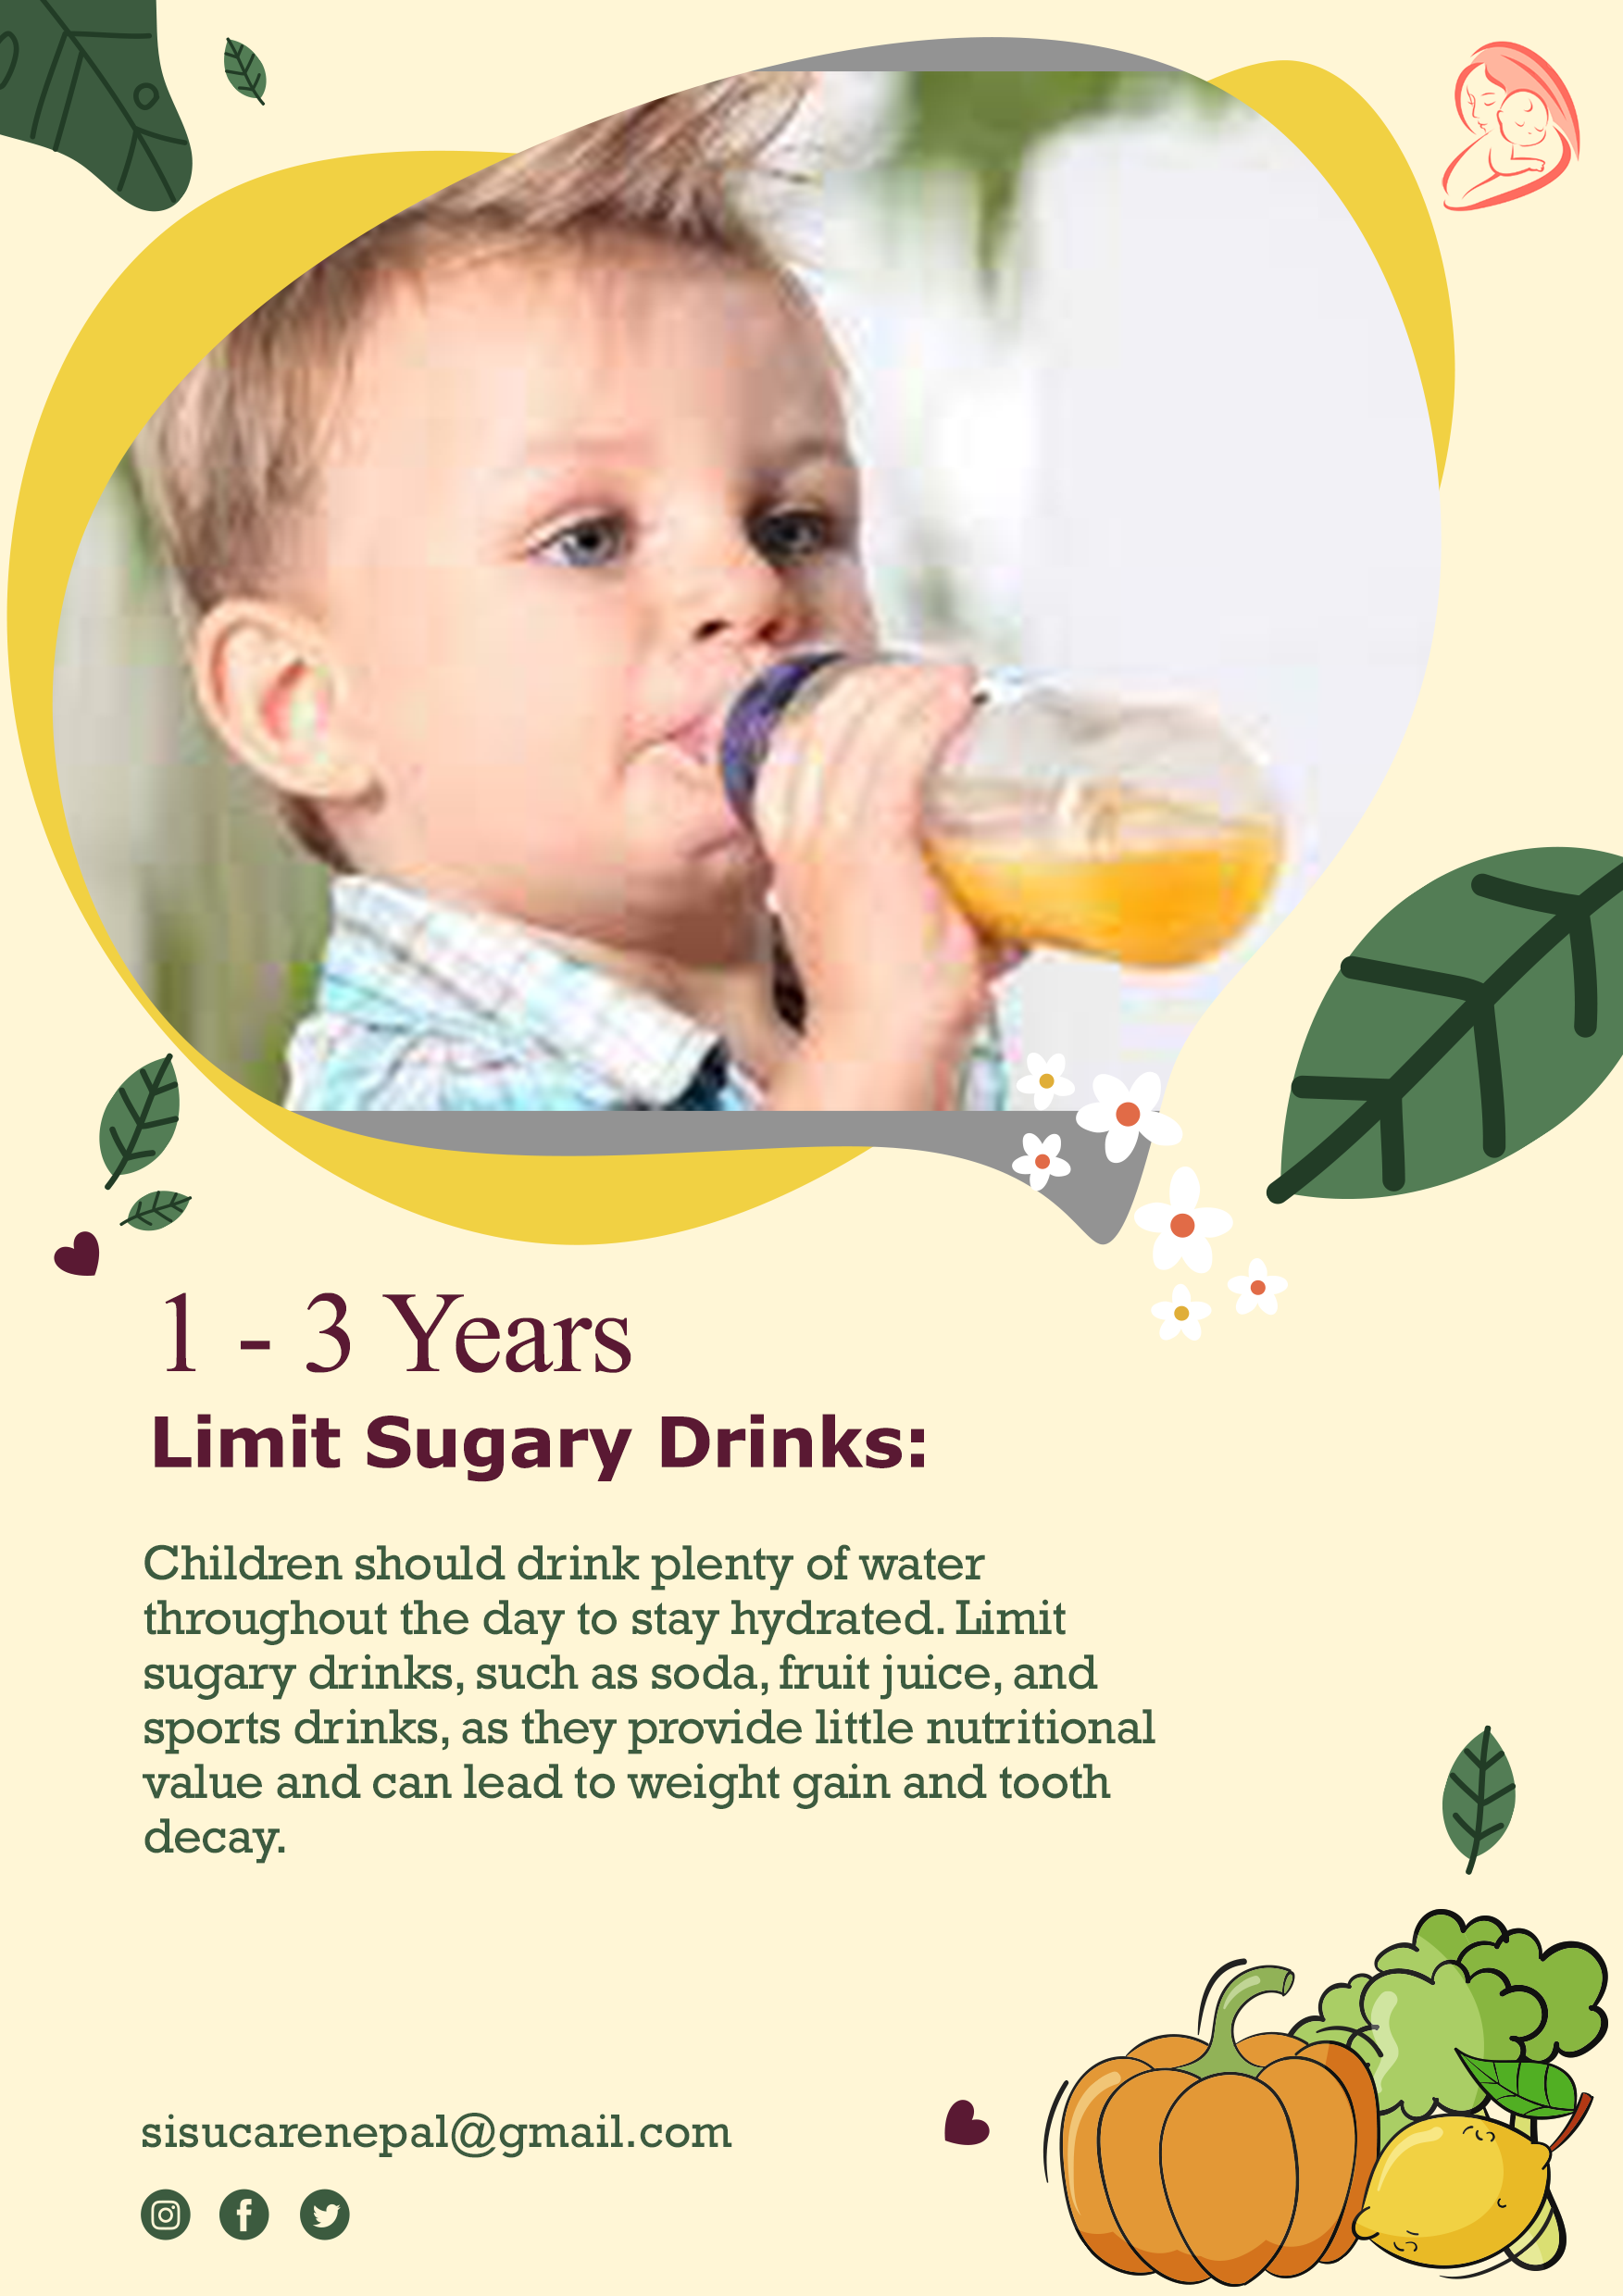 1 - 3 Years
Limit Sugary Drinks:
Children should drink plenty of water
throughout the day to stay hydrated. Limit
sugary drinks, such as soda, fruit juice, and
sports drinks, as they provide little nutritional
value and can lead to weight gain and tooth
decay.
sisucarenepal@gmail.com